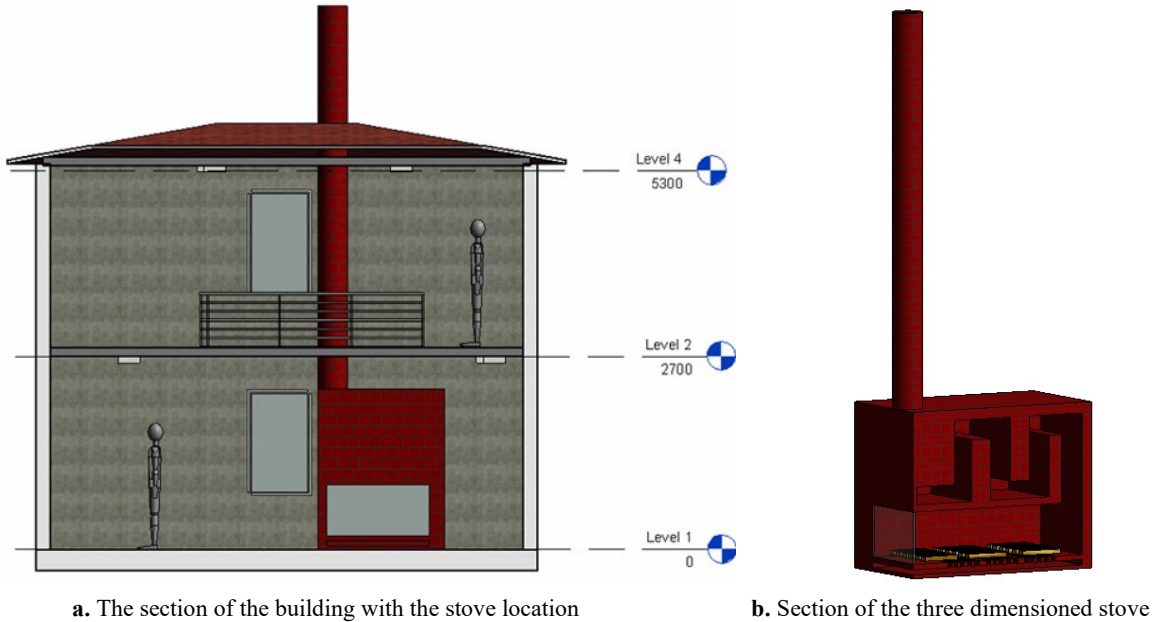 Level 4
5300
Level 2
2700
Level 1
0
a. The section of the building with the stove location
b. Section of the three dimensioned stove